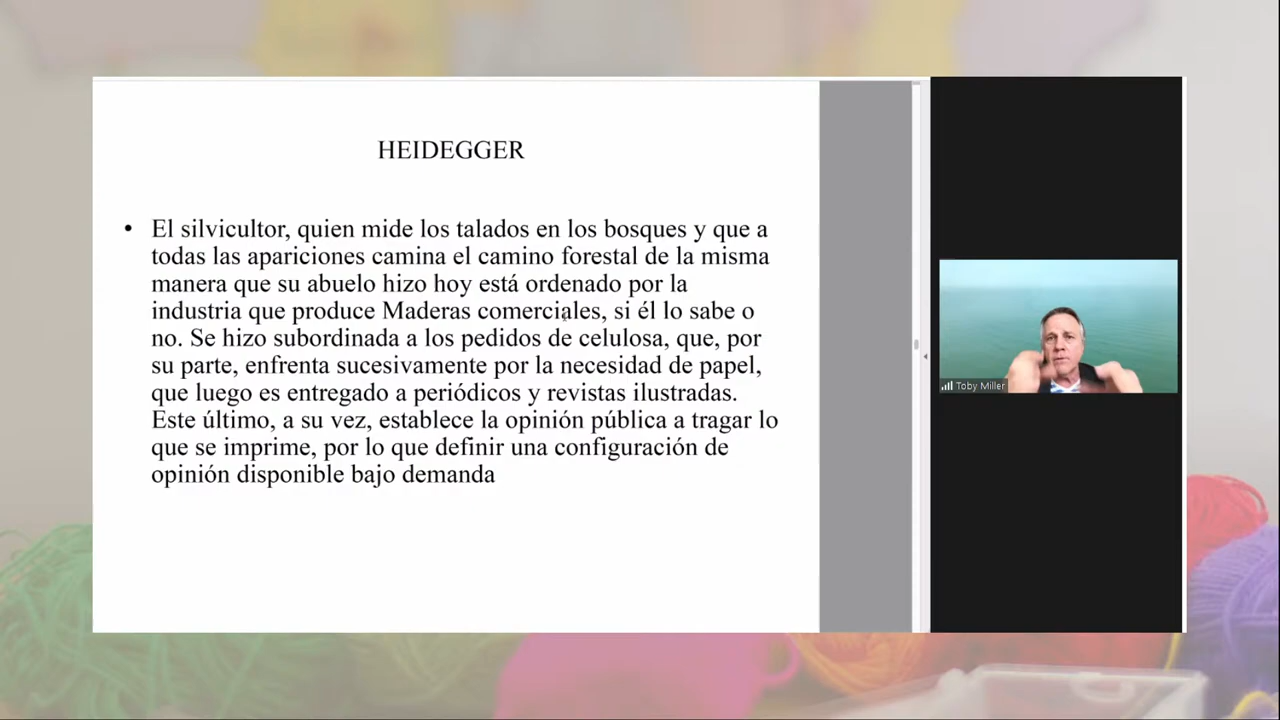 HEIDEGGER
• El silvicultor, quien mide los talados en los bosques y que a
todas las apariciones camina el camino forestal de la misma
manera que su abuelo hizo hoy está ordenado por la
industria que produce Maderas comerciales, si él lo sabe o
no. Se hizo subordinada a los pedidos de celulosa, que, por
su parte, enfrenta sucesivamente por la necesidad de papel,
que luego es entregado a periódicos y revistas ilustradas.
Este último, a su vez, establece la opinión pública a tragar lo
que se imprime, por lo que definir una configuración de
opinión disponible bajo demanda
Toby Miller